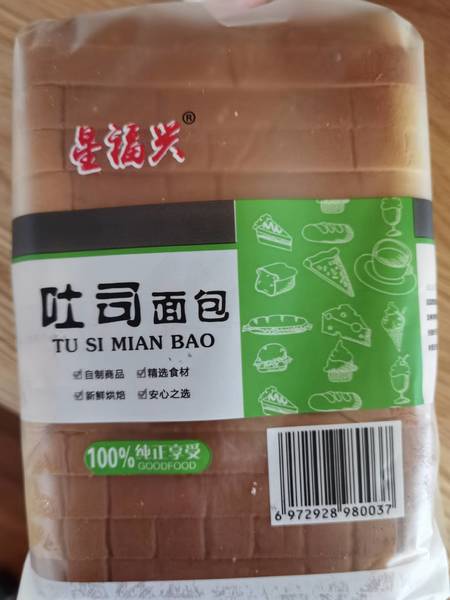 星福兴®
吐司面包
TU SI MIAN BAO
☑自制商品 ☑精选食材
☑新鲜烘焙 ☑安心之选
100% 纯正享受
GOODFOOD
6 972928 980037